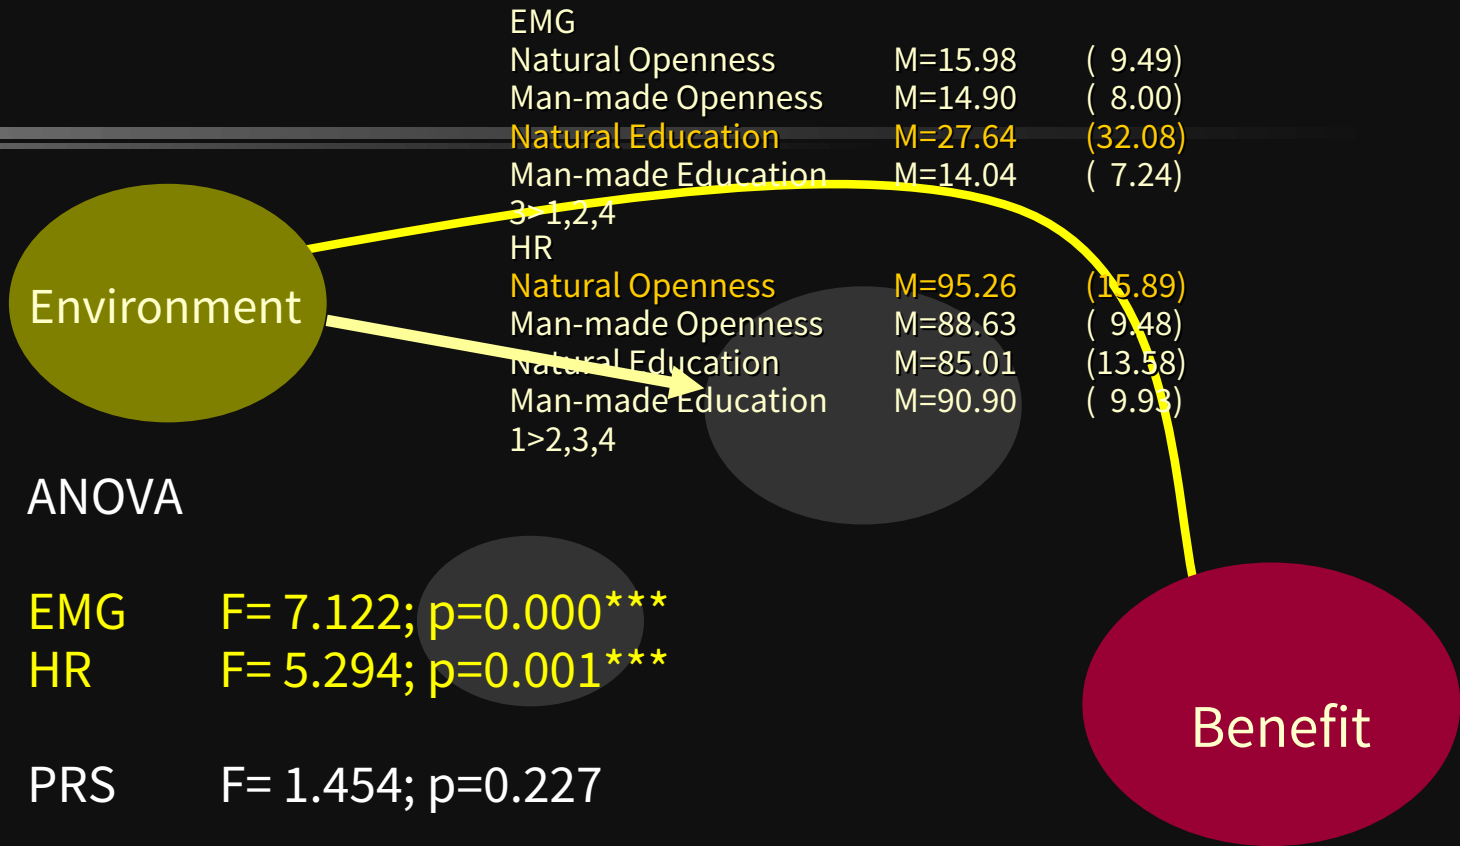 EMG
Natural Openness M=15.98 ( 9.49)
Man-made Openness M=14.90 ( 8.00)
Natural Education M=27.64 (32.08)
Man-made Education M=14.04 ( 7.24)
3>1,2,4
HR
Natural Openness M=95.26 (15.89)
Man-made Openness M=88.63 ( 9.48)
Natural Education M=85.01 (13.58)
Man-made Education M=90.90 ( 9.93)
1>2,3,4
Environment
ANOVA
EMG F= 7.122; p=0.000***
HR F= 5.294; p=0.001***
PRS F= 1.454; p=0.227
Benefit